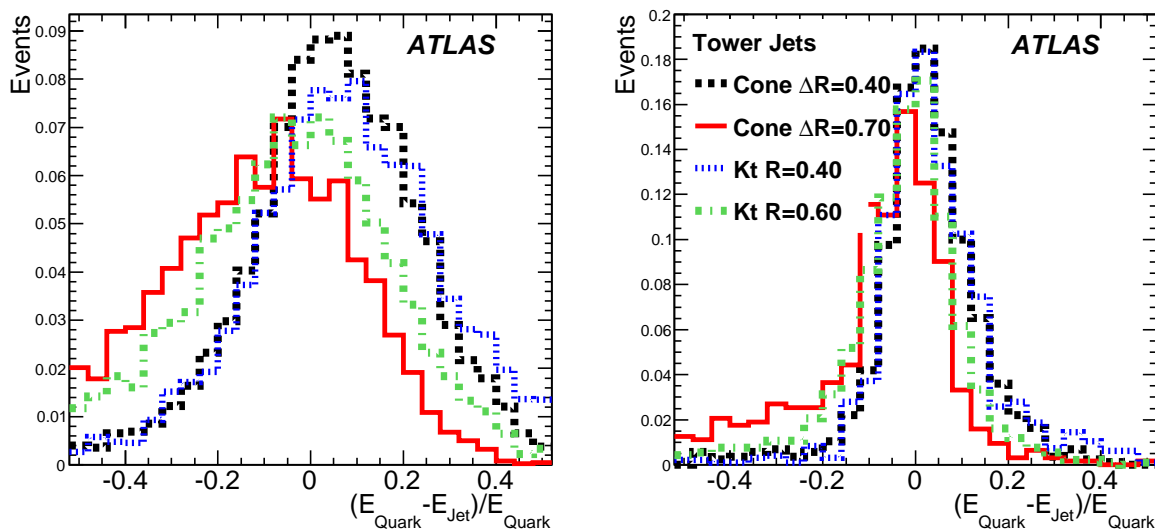 ATLAS
Events
0.09
0.08
0.07
0.06
0.05
0.04
0.03
0.02
0.01
0
-0.4 -0.2 0 0.2 0.4
(E_Quark-E_Jet)/E_Quark
ATLAS
Events
Tower Jets
Cone ΔR=0.40
Cone ΔR=0.70
Kt R=0.40
Kt R=0.60
0.2
0.18
0.16
0.14
0.12
0.1
0.08
0.06
0.04
0.02
0
-0.4 -0.2 0 0.2 0.4
(E_Quark-E_Jet)/E_Quark